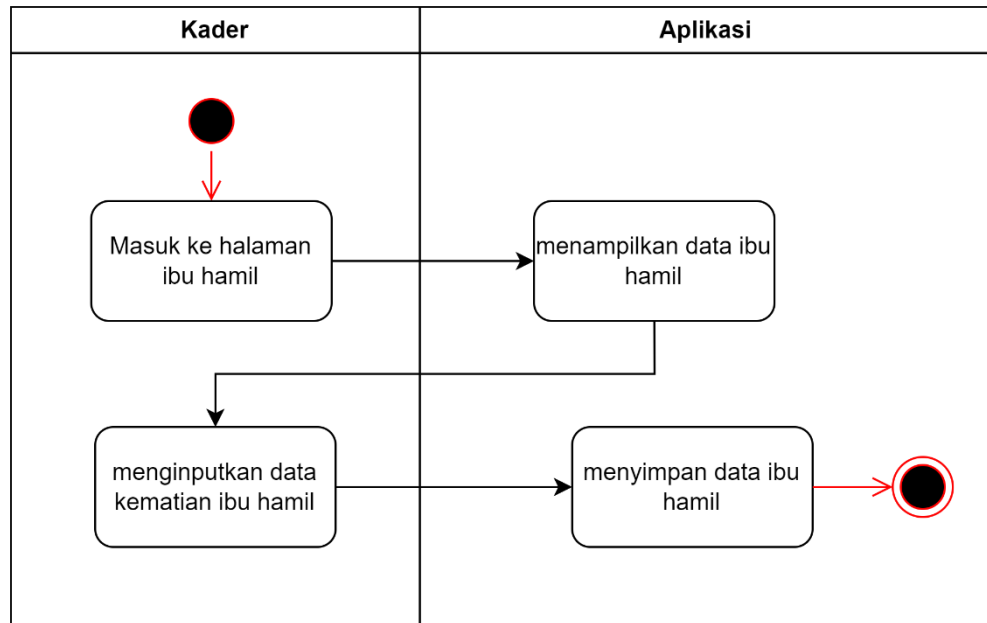 Kader
Aplikasi
Masuk ke halaman
ibu hamil
menampilkan data ibu
hamil
menginputkan data
kematian ibu hamil
menyimpan data ibu
hamil